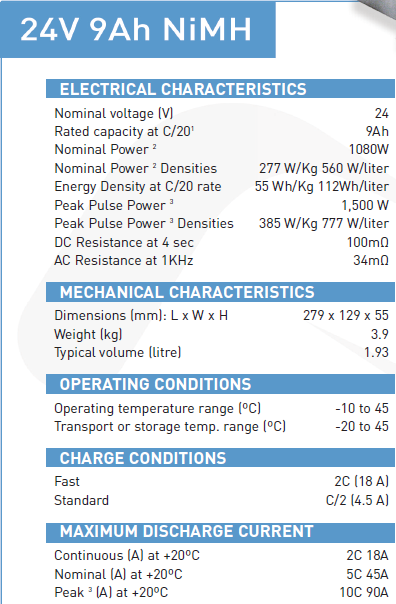 24V 9Ah NiMH
ELECTRICAL CHARACTERISTICS
Nominal voltage (V) 24
Rated capacity at C/20¹ 9Ah
Nominal Power ² 1080W
Nominal Power ² Densities 277 W/Kg 560 W/liter
Energy Density at C/20 rate 55 Wh/Kg 112Wh/liter
Peak Pulse Power ³ 1,500 W
Peak Pulse Power ³ Densities 385 W/Kg 777 W/liter
DC Resistance at 4 sec 100mΩ
AC Resistance at 1KHz 34mΩ
MECHANICAL CHARACTERISTICS
Dimensions (mm): L x W x H 279 x 129 x 55
Weight (kg) 3.9
Typical volume (litre) 1.93
OPERATING CONDITIONS
Operating temperature range (ºC) -10 to 45
Transport or storage temp. range (ºC) -20 to 45
CHARGE CONDITIONS
Fast 2C (18 A)
Standard C/2 (4.5 A)
MAXIMUM DISCHARGE CURRENT
Continuous (A) at +20ºC 2C 18A
Nominal (A) at +20ºC 5C 45A
Peak ³ (A) at +20ºC 10C 90A